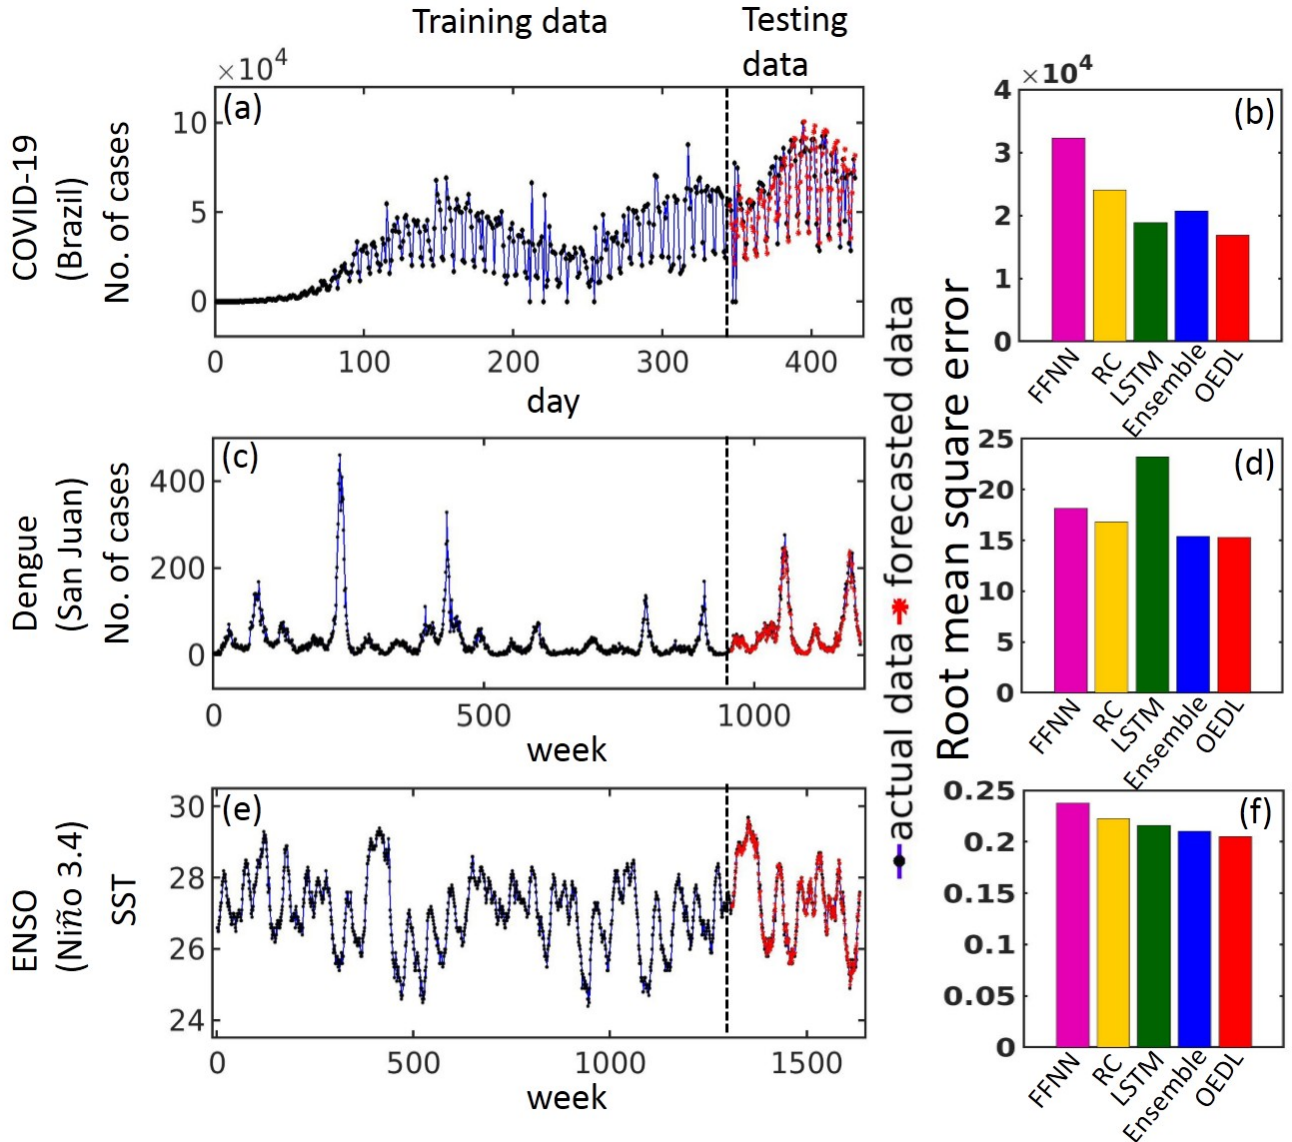 Training data
Testing
data
COVID-19
(Brazil)
No. of cases
×10⁴
(a)
10
5
0
0 100 200 300 400
day
×10⁴
(b)
4
3
2
1
0
FFNN RC LSTM Ensemble OEDL
Dengue
(San Juan)
No. of cases
(c)
400
200
0
0 500 1000
week
actual data forecasted data
Root mean square error
(d)
25
20
15
10
5
0
FFNN RC LSTM Ensemble OEDL
ENSO
(Niño 3.4)
SST
(e)
30
28
26
24
0 500 1000 1500
week
(f)
0.25
0.2
0.15
0.1
0.05
0
FFNN RC LSTM Ensemble OEDL